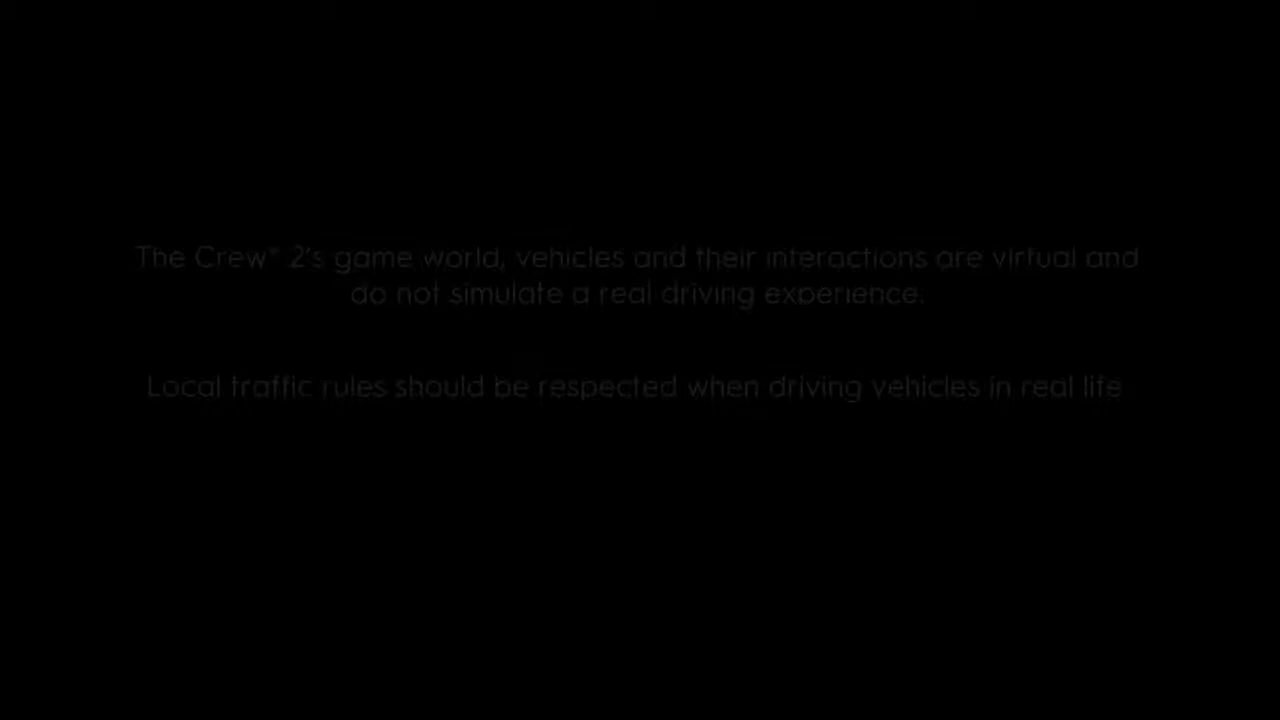 The Crew™ 2's game world, vehicles and their interactions are virtual and
do not simulate a real driving experience.
Local traffic rules should be respected when driving vehicles in real life